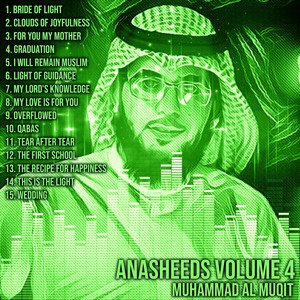 1. BRIDE OF LIGHT
2. CLOUDS OF JOYFULNESS
3. FOR YOU MY MOTHER
4. GRADUATION
5. I WILL REMAIN MUSLIM
6. LIGHT OF GUIDANCE
7. MY LORD'S KNOWLEDGE
8. MY LOVE IS FOR YOU
9. OVERFLOWED
10. QABAS
11. TEAR AFTER TEAR
12. THE FIRST SCHOOL
13. THE RECIPE FOR HAPPINESS
14. THIS IS THE LIGHT
15. WEDDING
ANASHEEDS VOLUME 4
MUHAMMAD AL MUQIT